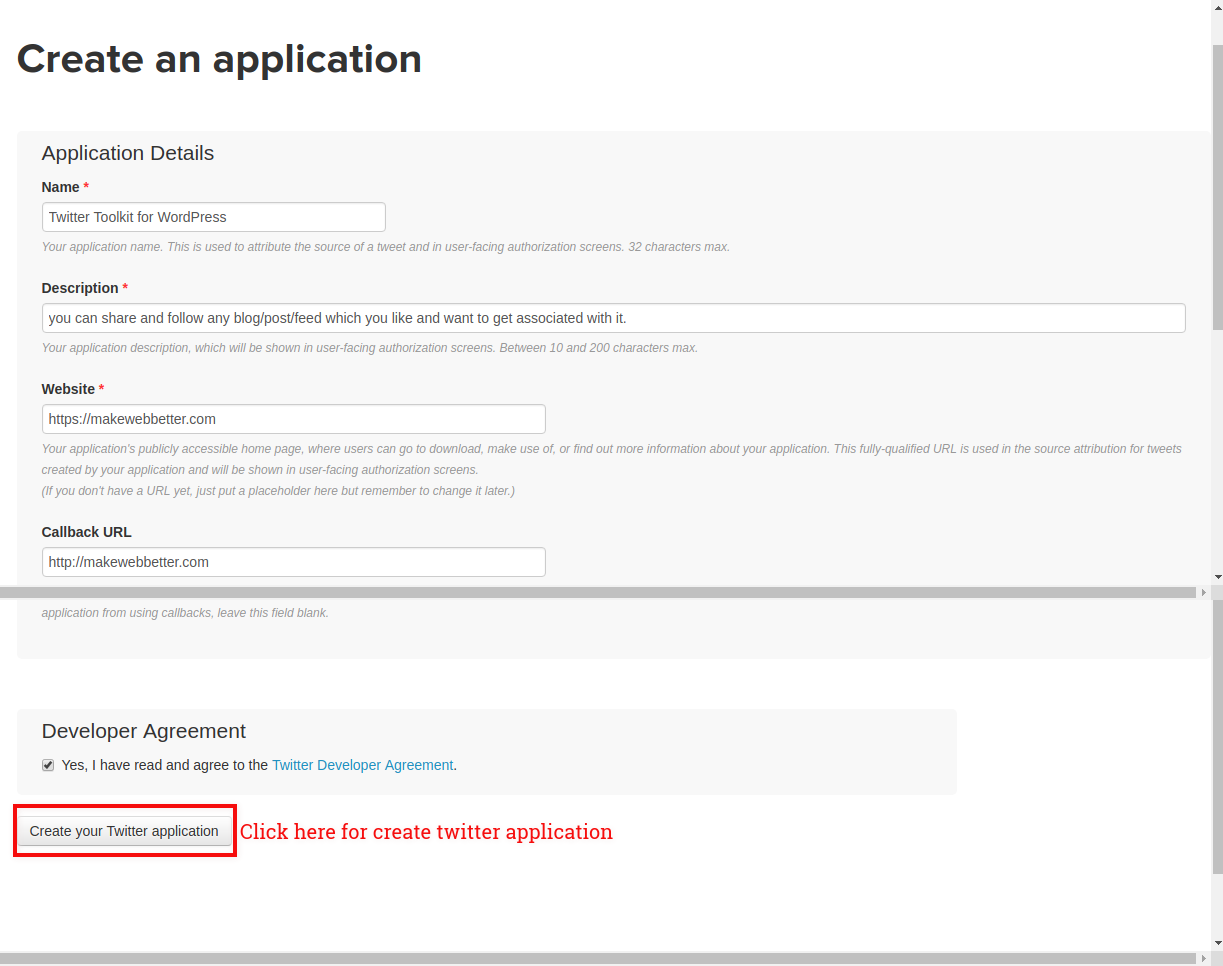 Create an application
Application Details
Name *
Twitter Toolkit for WordPress
Your application name. This is used to attribute the source of a tweet and in user-facing authorization screens. 32 characters max.
Description *
you can share and follow any blog/post/feed which you like and want to get associated with it.
Your application description, which will be shown in user-facing authorization screens. Between 10 and 200 characters max.
Website *
https://makewebbetter.com
Your application's publicly accessible home page, where users can go to download, make use of, or find out more information about your application. This fully-qualified URL is used in the source attribution for tweets
created by your application and will be shown in user-facing authorization screens.
(If you don't have a URL yet, just put a placeholder here but remember to change it later.)
Callback URL
http://makewebbetter.com
application from using callbacks, leave this field blank.
Developer Agreement
Yes, I have read and agree to the Twitter Developer Agreement.
Create your Twitter application Click here for create twitter application